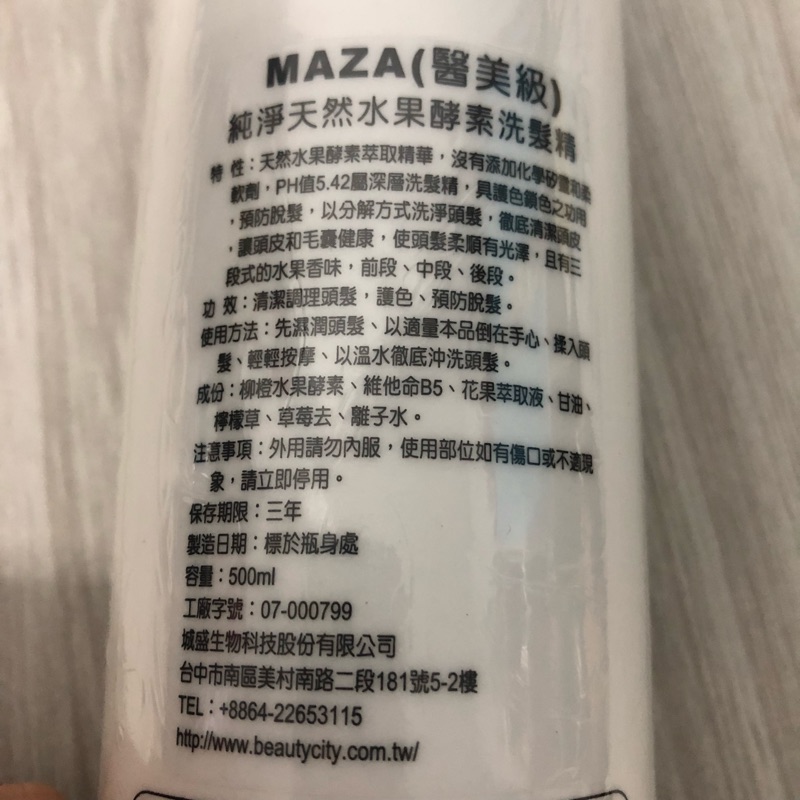 MAZA(醫美級)
純淨天然水果酵素洗髮精
特 性：天然水果酵素萃取精華，沒有添加化學矽靈和柔
軟劑，PH值5.42屬深層洗髮精，具護色鎖色之功用
，預防脫髮，以分解方式洗淨頭髮，徹底清潔頭皮
，讓頭皮和毛囊健康，使頭髮柔順有光澤，且有三
段式的水果香味，前段、中段、後段。
功 效：清潔調理頭髮，護色、預防脫髮。
使用方法：先濕潤頭髮、以適量本品倒在手心、揉入頭
髮、輕輕按摩、以溫水徹底沖洗頭髮。
成份：柳橙水果酵素、維他命B5、花果萃取液、甘油、
檸檬草、草莓去、離子水。
注意事項：外用請勿內服，使用部位如有傷口或不適現
象，請立即停用。
保存期限：三年
製造日期：標於瓶身處
容量：500ml
工廠字號：07-000799
城盛生物科技股份有限公司
台中市南區美村南路二段181號5-2樓
TEL：+8864-22653115
http://www.beautycity.com.tw/